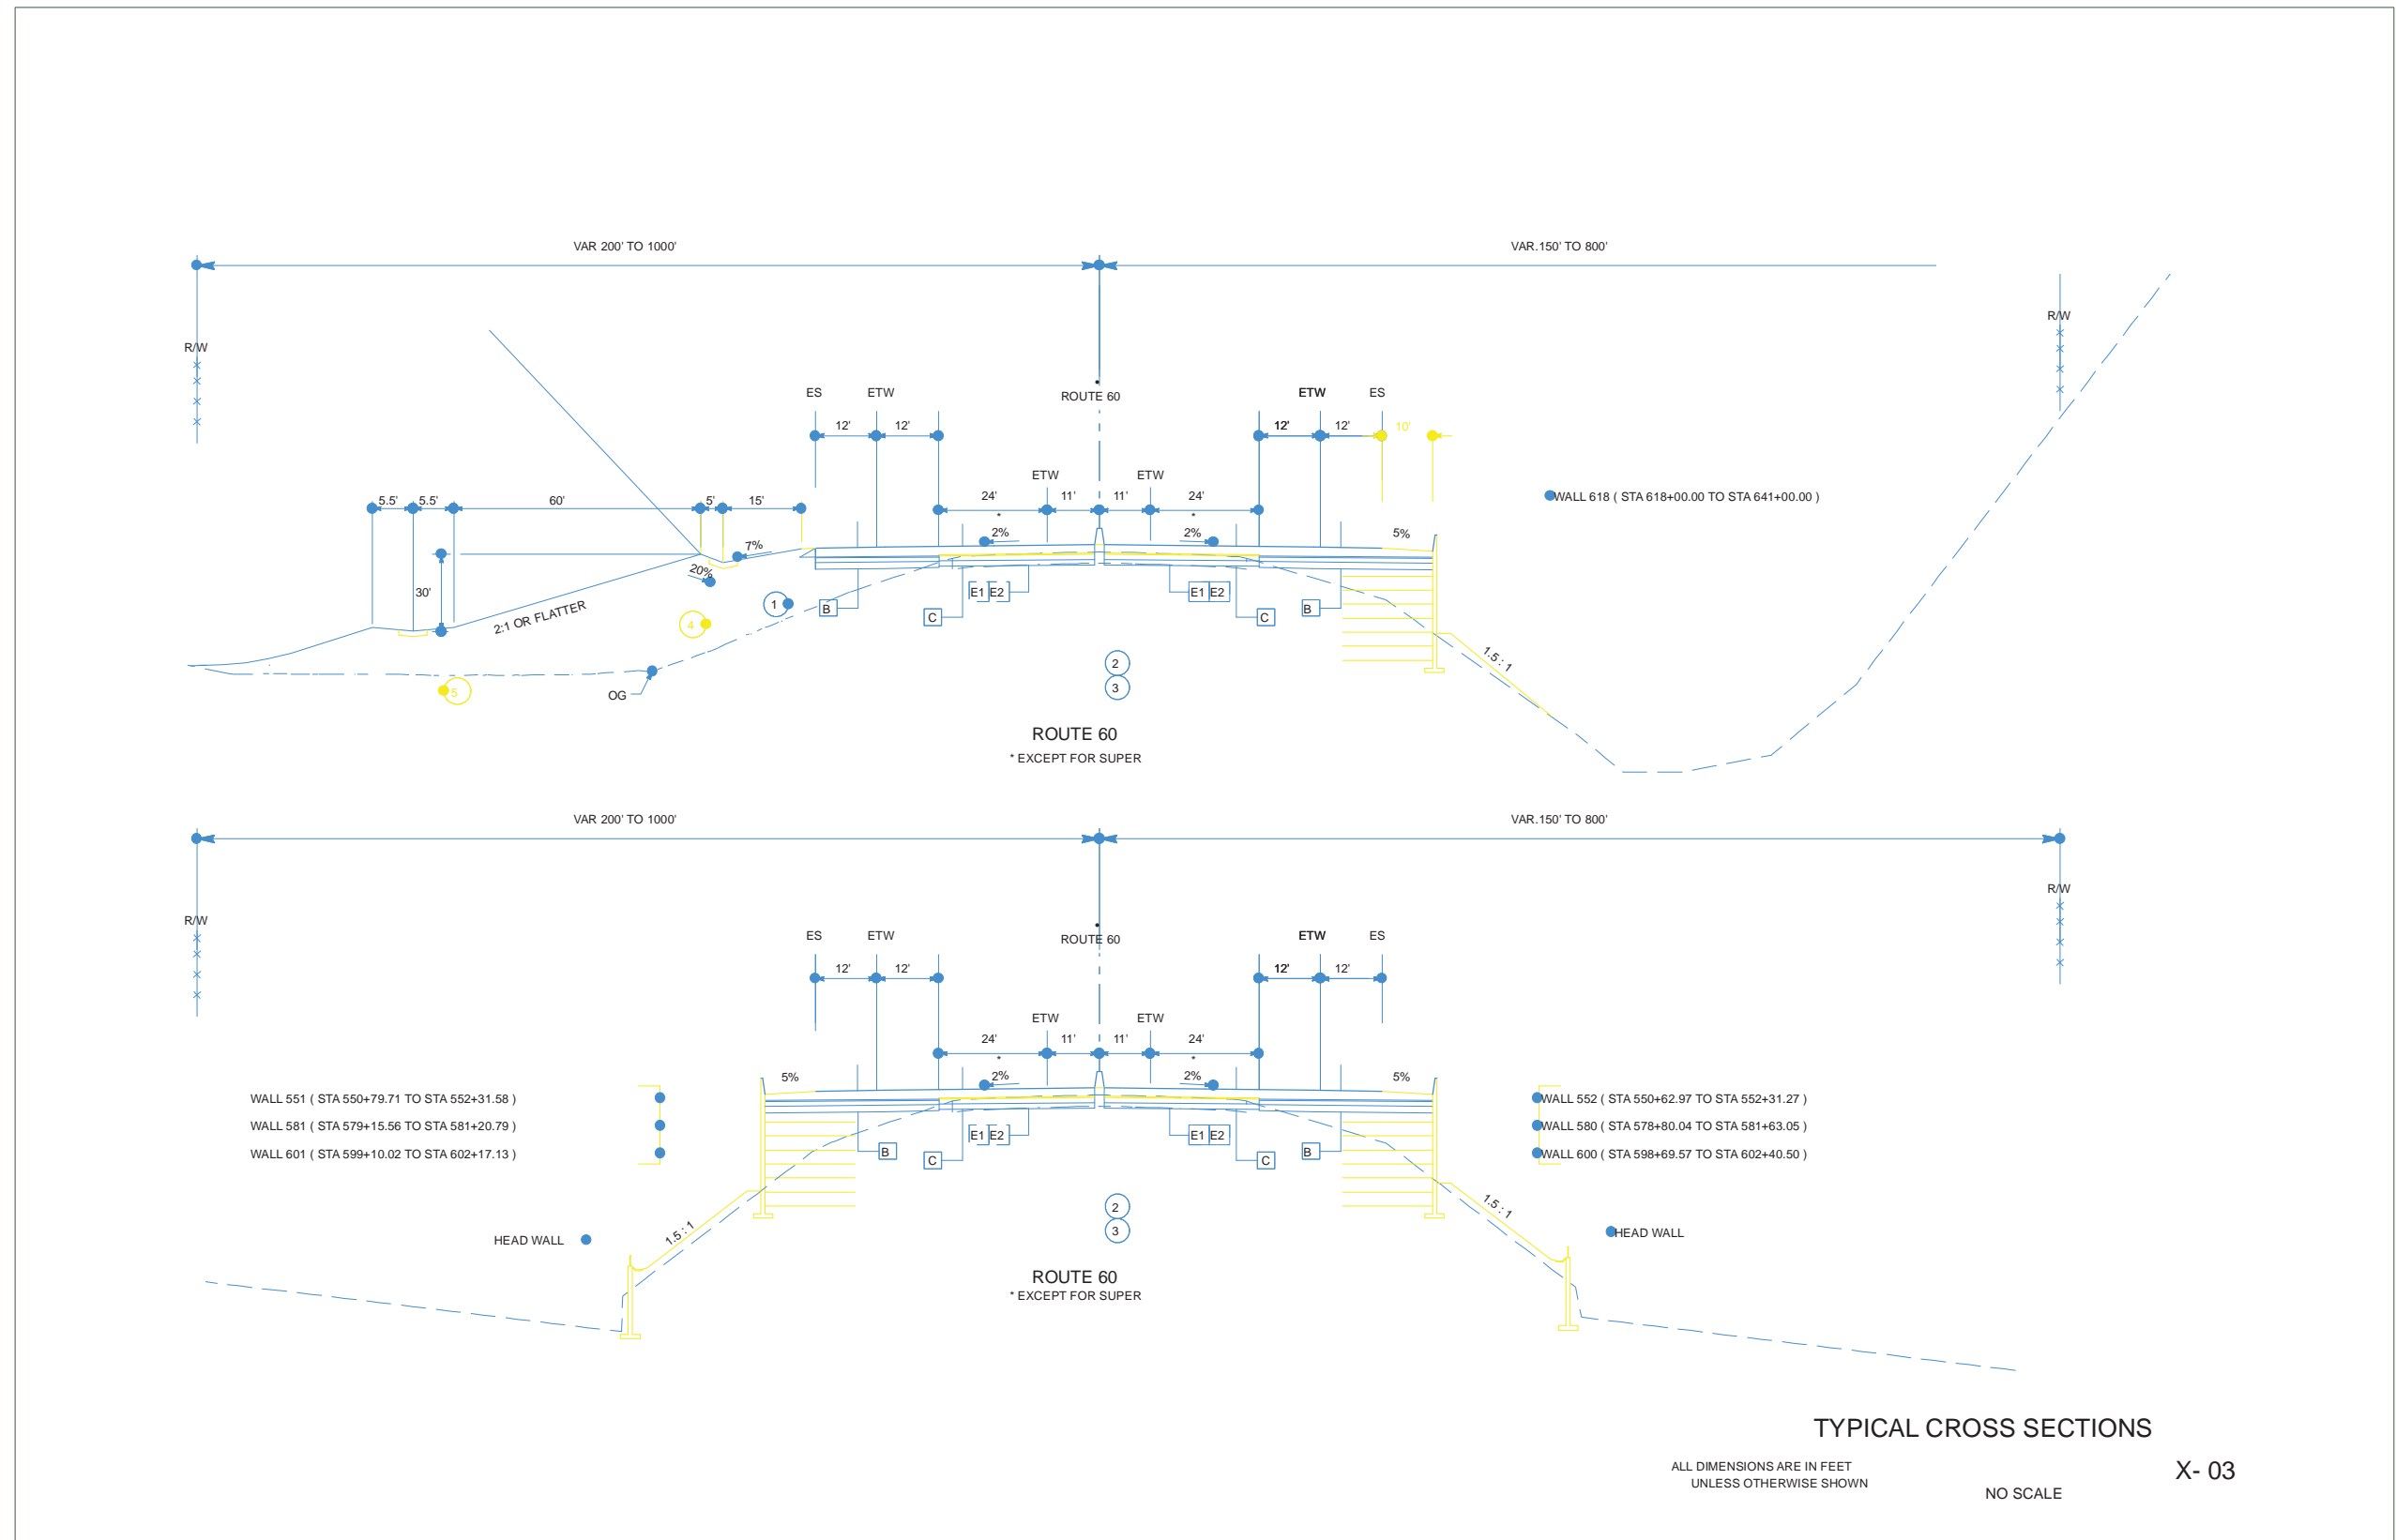 VAR 200' TO 1000' VAR.150' TO 800'
R/W R/W
ES ETW ROUTE 60 ETW ES
12' 12' 12' 12' 10'
ETW ETW
5.5' 5.5' 60' 5' 15' 24' 11' 11' 24' WALL 618 ( STA 618+00.00 TO STA 641+00.00 )
* *
2% 2% 5%
7%
20%
30' E1 E2 E1 E2
1 B B
2:1 OR FLATTER C C
4
1.5 : 1
2
5 OG 3
ROUTE 60
* EXCEPT FOR SUPER
VAR 200' TO 1000' VAR.150' TO 800'
R/W R/W
ES ETW ROUTE 60 ETW ES
12' 12' 12' 12'
ETW ETW
24' 11' 11' 24'
* *
5% 2% 2% 5%
WALL 551 ( STA 550+79.71 TO STA 552+31.58 ) WALL 552 ( STA 550+62.97 TO STA 552+31.27 )
WALL 581 ( STA 579+15.56 TO STA 581+20.79 ) E1 E2 E1 E2 WALL 580 ( STA 578+80.04 TO STA 581+63.05 )
WALL 601 ( STA 599+10.02 TO STA 602+17.13 ) B B WALL 600 ( STA 598+69.57 TO STA 602+40.50 )
C C
1.5 : 1 2 1.5 : 1
HEAD WALL 3 HEAD WALL
ROUTE 60
* EXCEPT FOR SUPER
TYPICAL CROSS SECTIONS
ALL DIMENSIONS ARE IN FEET X- 03
UNLESS OTHERWISE SHOWN
NO SCALE